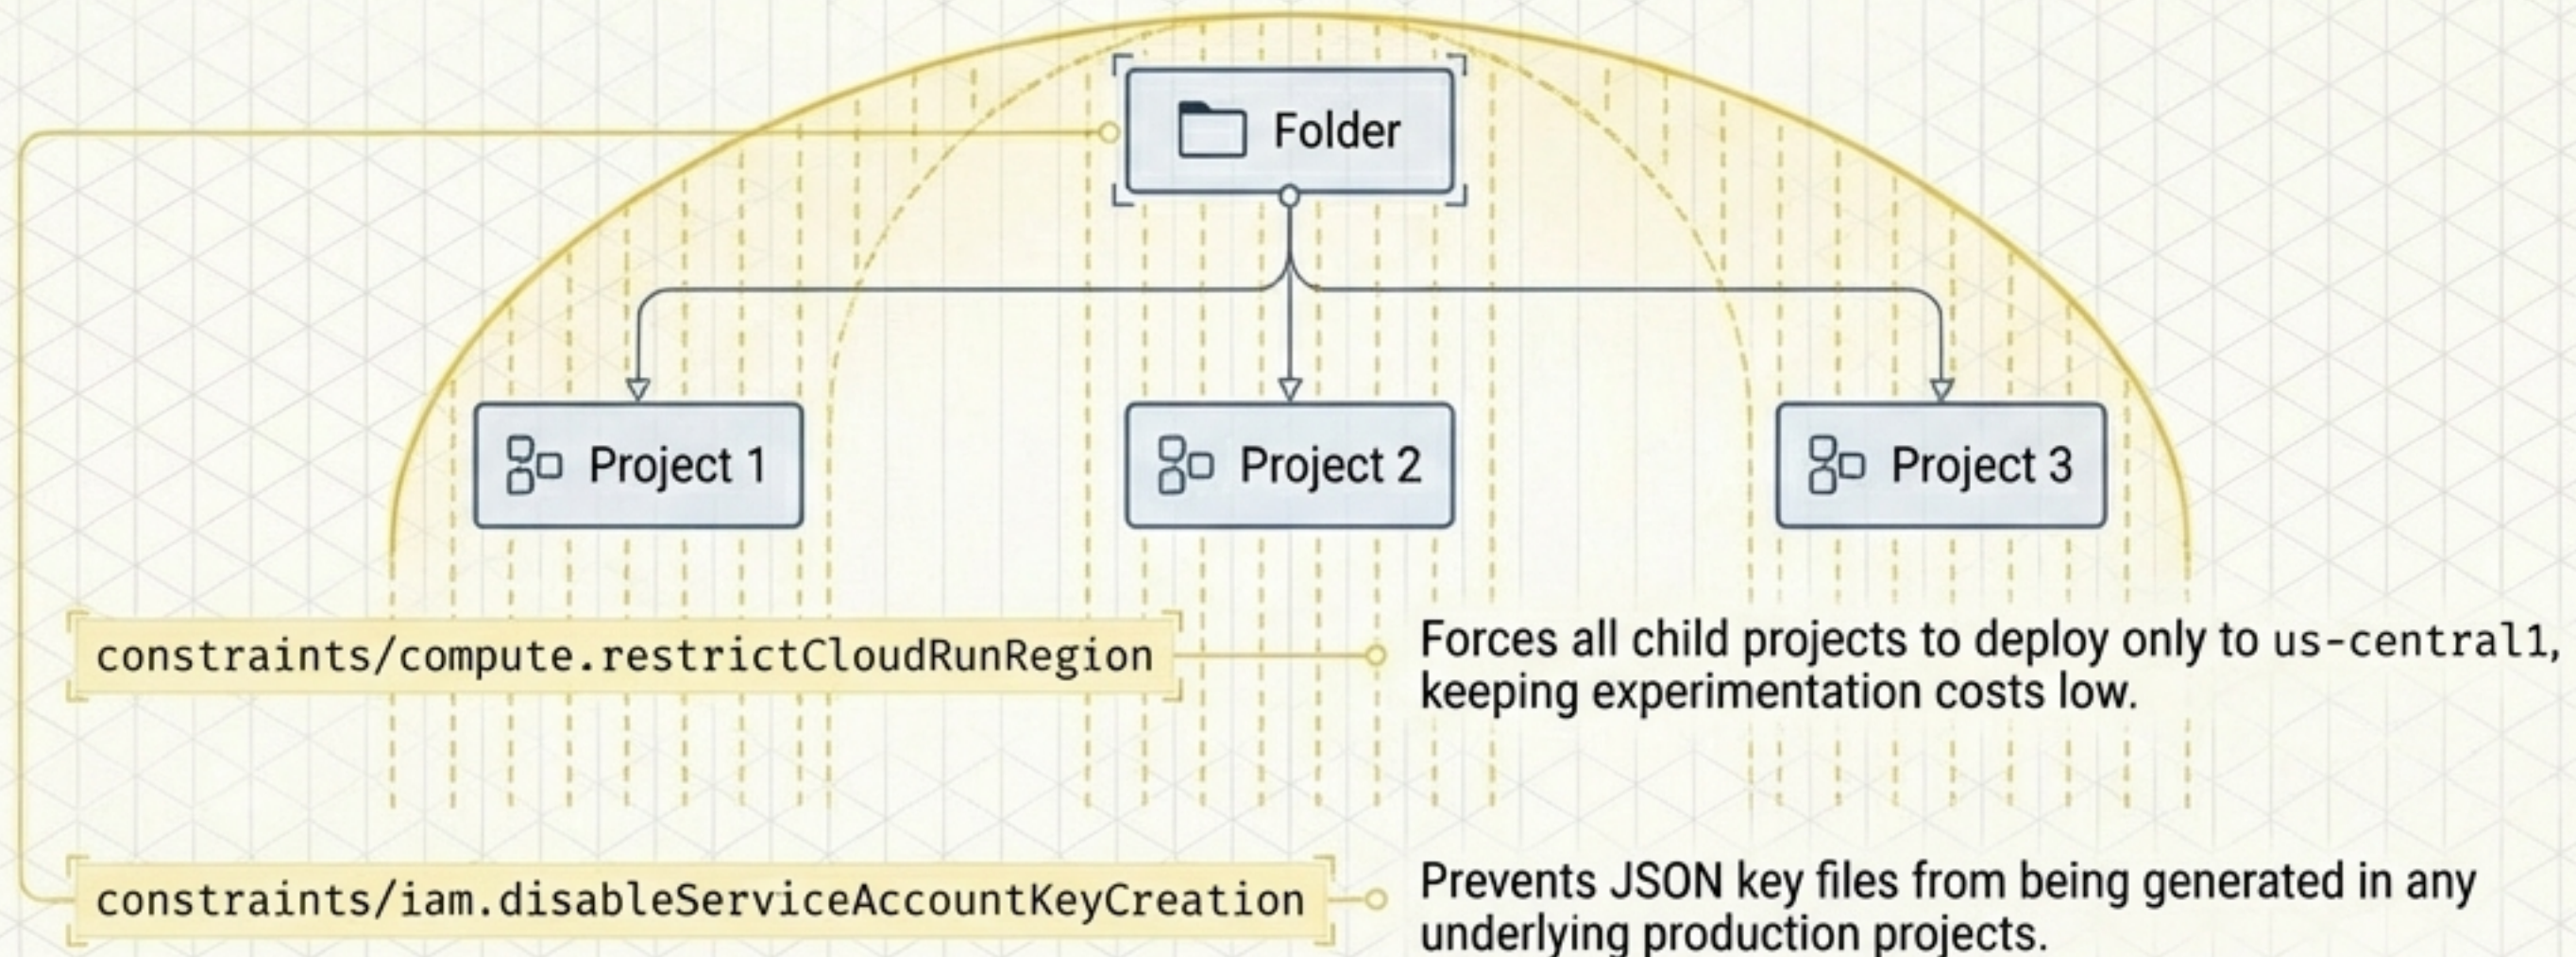 Folder
Project 1
Project 2
Project 3
constraints/compute.restrictCloudRunRegion
Forces all child projects to deploy only to us-central1,
keeping experimentation costs low.
constraints/iam.disableServiceAccountKeyCreation
Prevents JSON key files from being generated in any
underlying production projects.